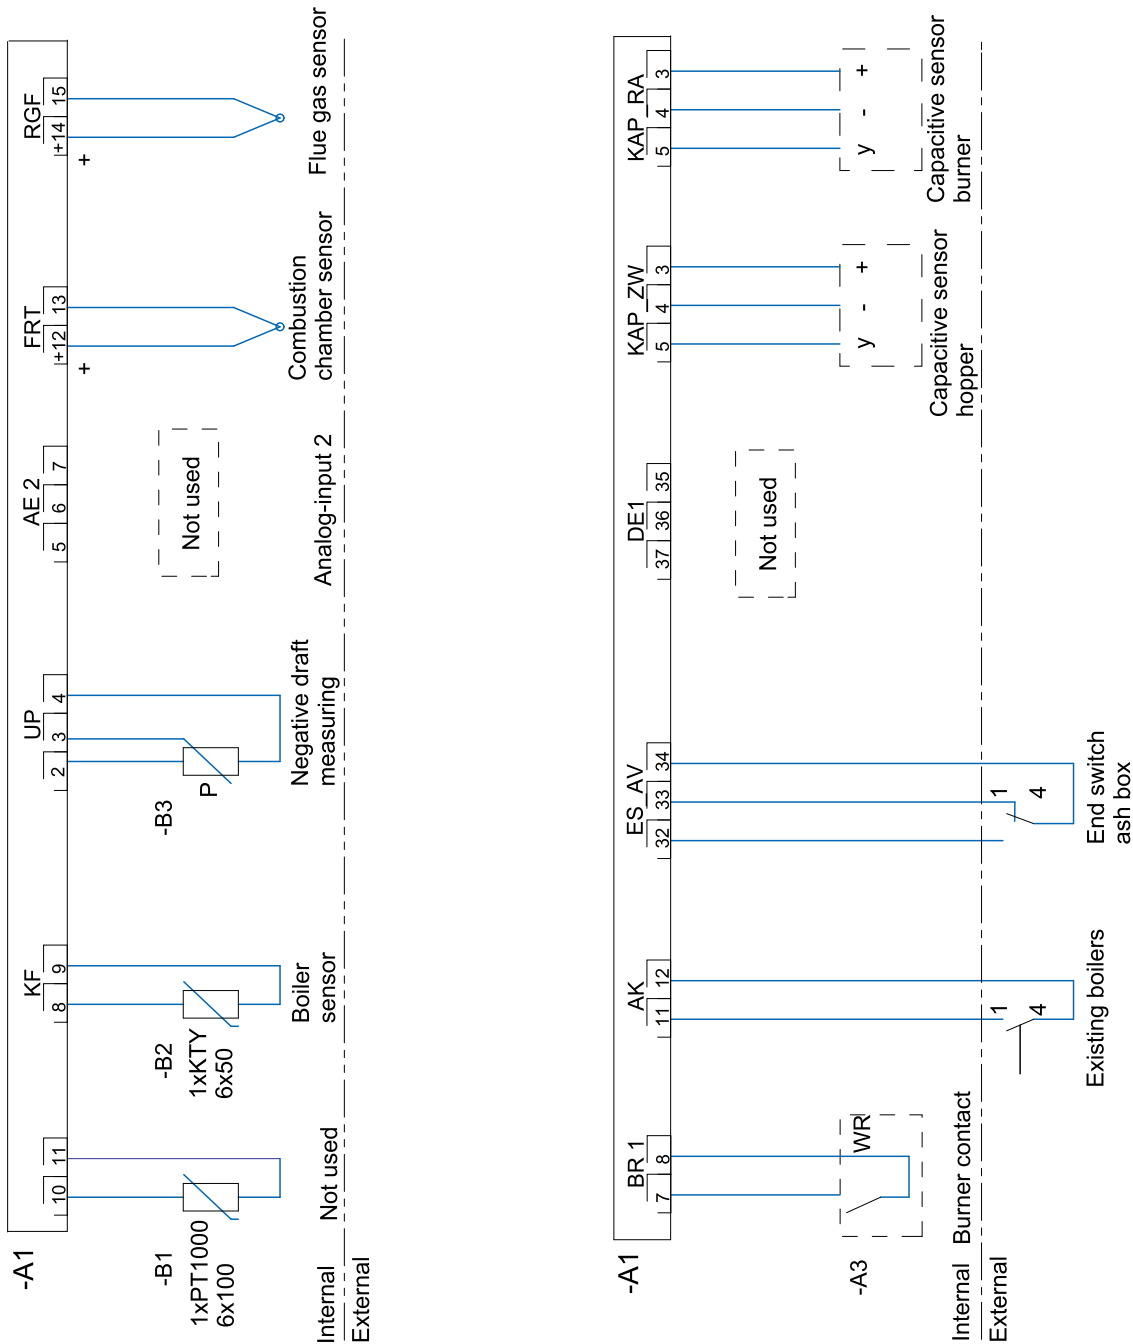 -A1
10
11
-B1
1xPT1000
6x100
Not used
KF
8
9
-B2
1xKTY
6x50
Boiler
sensor
UP
2
3
4
-B3
P
Negative draft
measuring
AE 2
5
6
7
Not used
Analog-input 2
FRT
+12
13
+
Combustion
chamber sensor
RGF
+14
15
+
Flue gas sensor
Internal
External
-A1
BR 1
7
8
-A3
WR
Burner contact
AK
11
12
1
4
Existing boilers
ES_AV
32
33
34
1
4
End switch
ash box
DE1
37
36
35
Not used
KAP_ZW
5
4
3
y
-
+
Capacitive sensor
hopper
KAP_RA
5
4
3
y
-
+
Capacitive sensor
burner
Internal
External